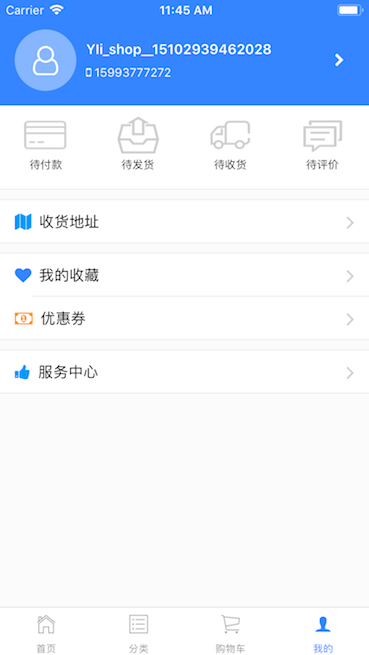 Carrier 11:45 AM
Yli_shop__15102939462028
15993777272
待付款 待发货 待收货 待评价
收货地址
我的收藏
优惠券
服务中心
首页 分类 购物车 我的